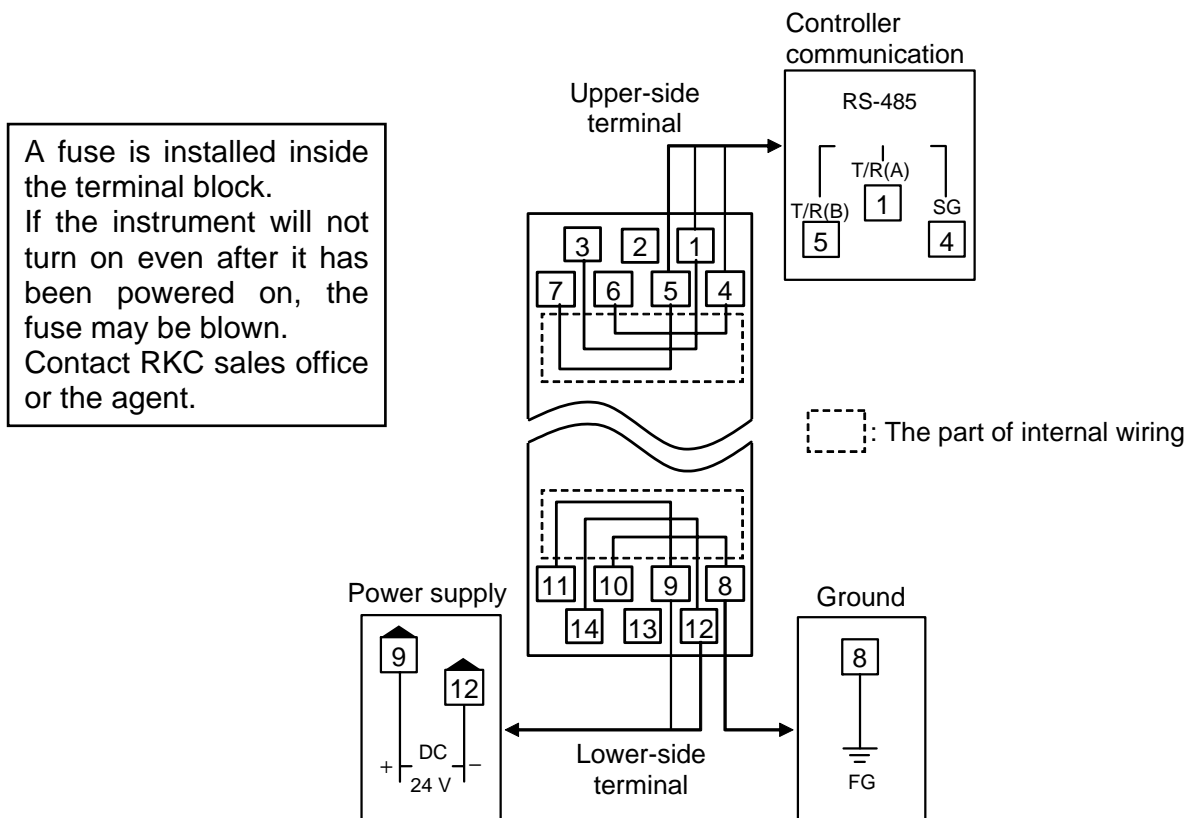 Controller
communication
RS-485
T/R(A)
1
T/R(B)
5
SG
4
Upper-side
terminal
A fuse is installed inside
the terminal block.
If the instrument will not
turn on even after it has
been powered on, the
fuse may be blown.
Contact RKC sales office
or the agent.
3 2 1
7 6 5 4
: The part of internal wiring
11 10 9 8
14 13 12
Power supply
9
12
+ DC −
24 V
Lower-side
terminal
Ground
8
FG